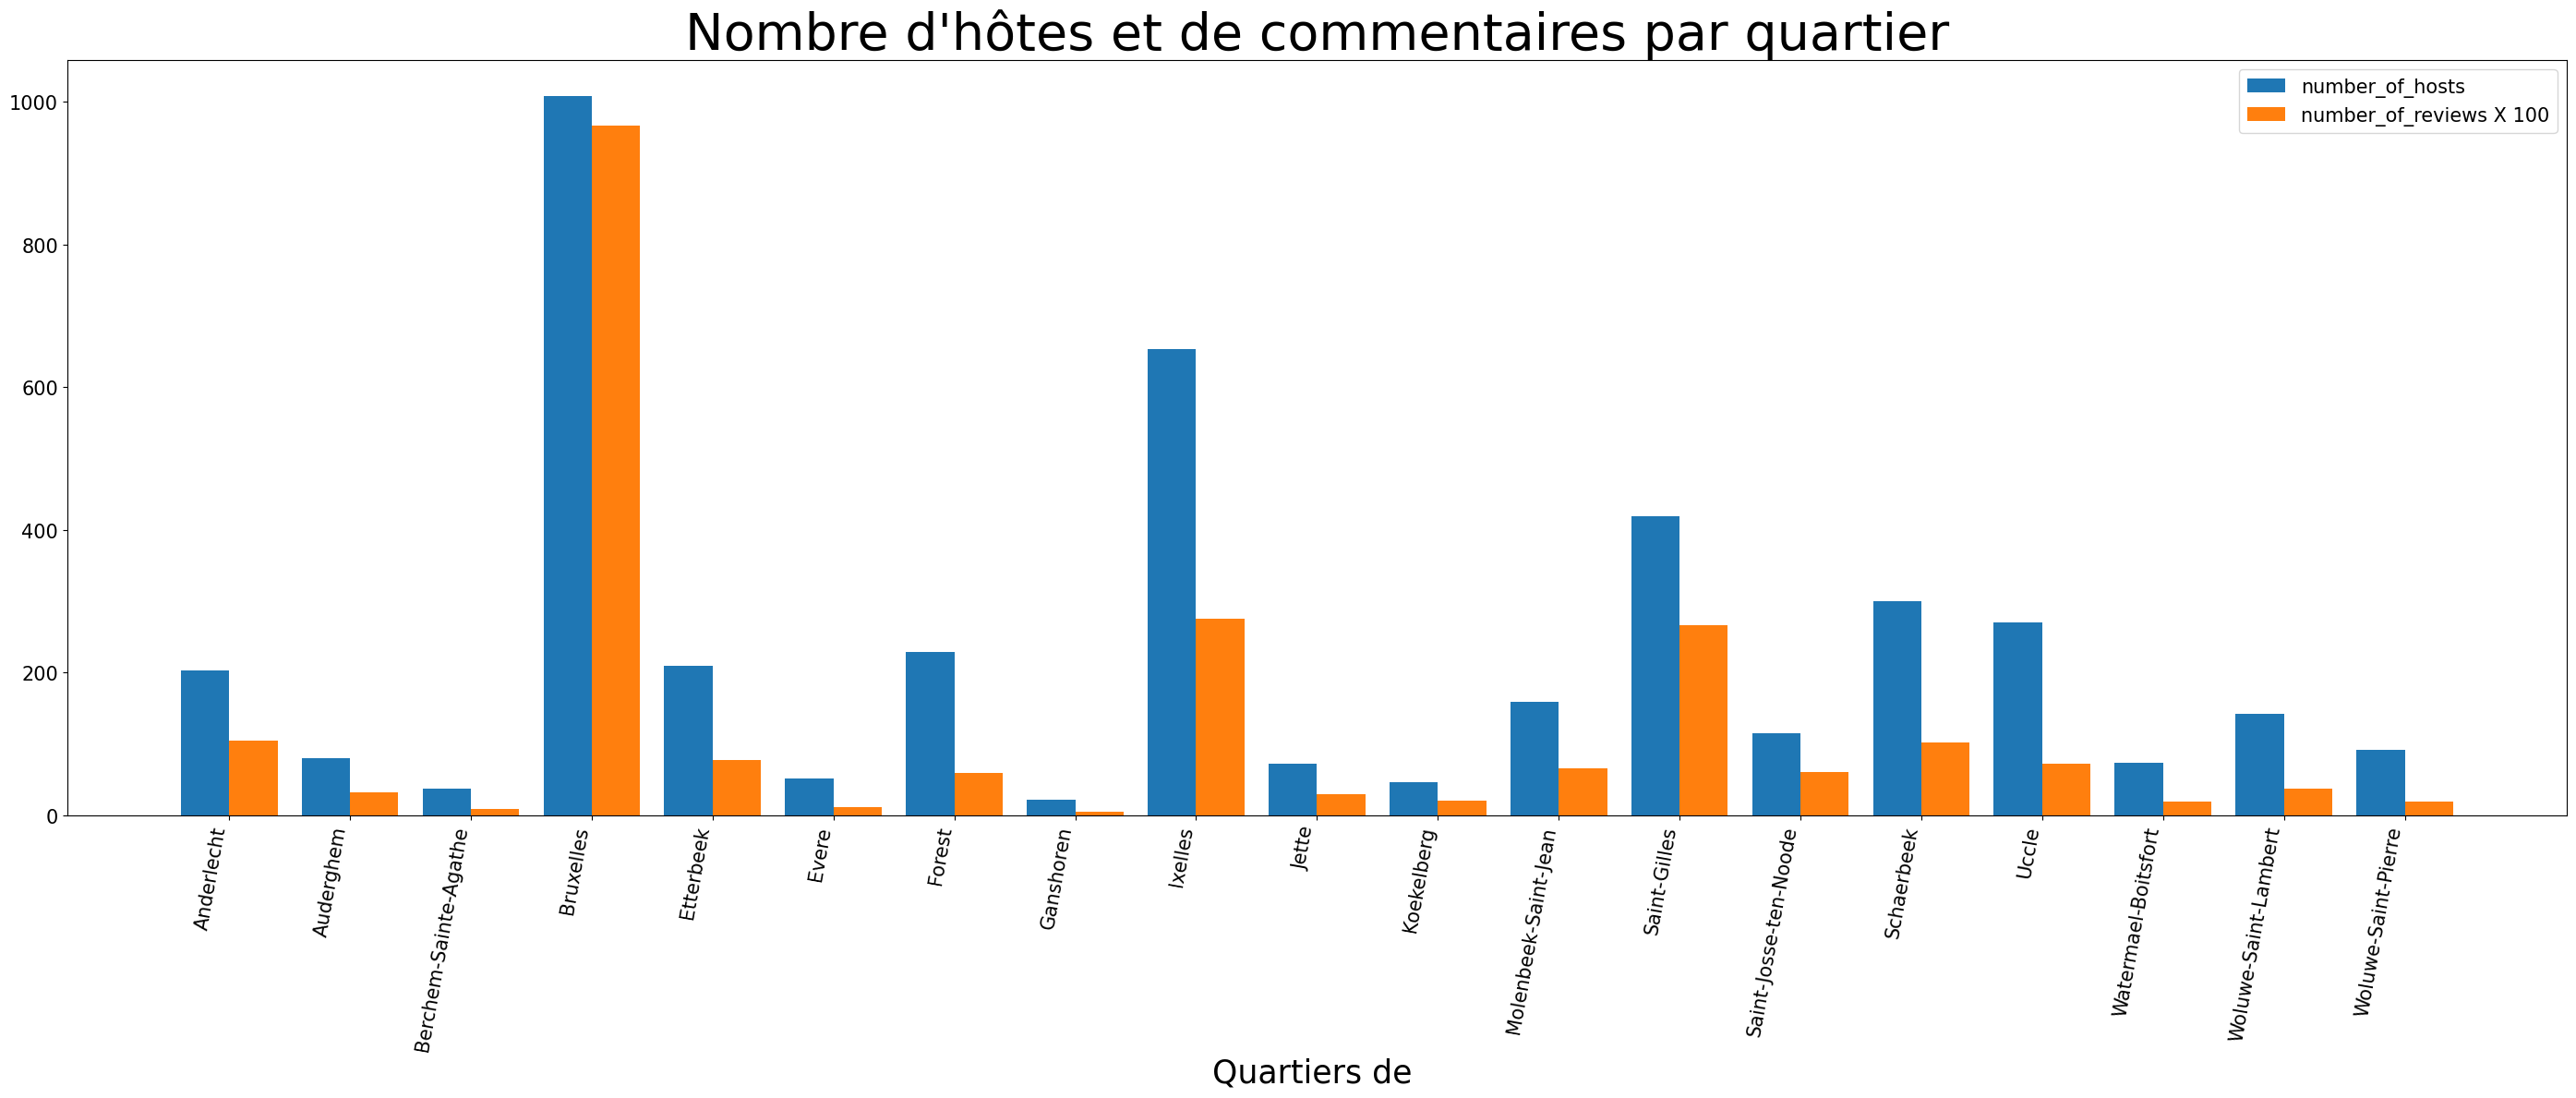 Nombre d'hôtes et de commentaires par quartier
number_of_hosts
number_of_reviews X 100
1000
800
600
400
200
0
Anderlecht
Auderghem
Berchem-Sainte-Agathe
Bruxelles
Etterbeek
Evere
Forest
Ganshoren
Ixelles
Jette
Koekelberg
Molenbeek-Saint-Jean
Saint-Gilles
Saint-Josse-ten-Noode
Schaerbeek
Uccle
Watermael-Boitsfort
Woluwe-Saint-Lambert
Woluwe-Saint-Pierre
Quartiers de